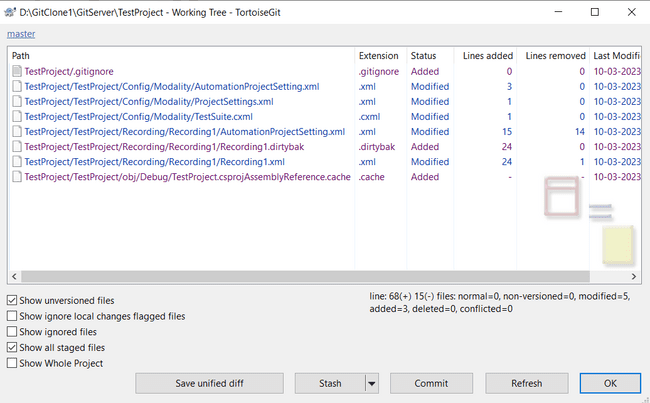 D:\GitClone1\GitServer\TestProject - Working Tree - TortoiseGit
master
Path Extension Status Lines added Lines removed Last Modifi
TestProject/.gitignore .gitignore Added 0 0 10-03-2023
TestProject/TestProject/Config/Modality/AutomationProjectSetting.xml .xml Modified 3 0 10-03-2023
TestProject/TestProject/Config/Modality/ProjectSettings.xml .xml Modified 1 0 10-03-2023
TestProject/TestProject/Config/Modality/TestSuite.cxml .cxml Modified 1 0 10-03-2023
TestProject/TestProject/Recording/Recording1/AutomationProjectSetting.xml .xml Modified 15 14 10-03-2023
TestProject/TestProject/Recording/Recording1/Recording1.dirtybak .dirtybak Added 24 0 10-03-2023
TestProject/TestProject/Recording/Recording1/Recording1.xml .xml Modified 24 1 10-03-2023
TestProject/TestProject/obj/Debug/TestProject.csprojAssemblyReference.cache .cache Added - - 10-03-2023
Show unversioned files
Show ignore local changes flagged files
Show ignored files
Show all staged files
Show Whole Project
line: 68(+) 15(-) files: normal=0, non-versioned=0, modified=5,
added=3, deleted=0, conflicted=0
Save unified diff Stash Commit Refresh OK